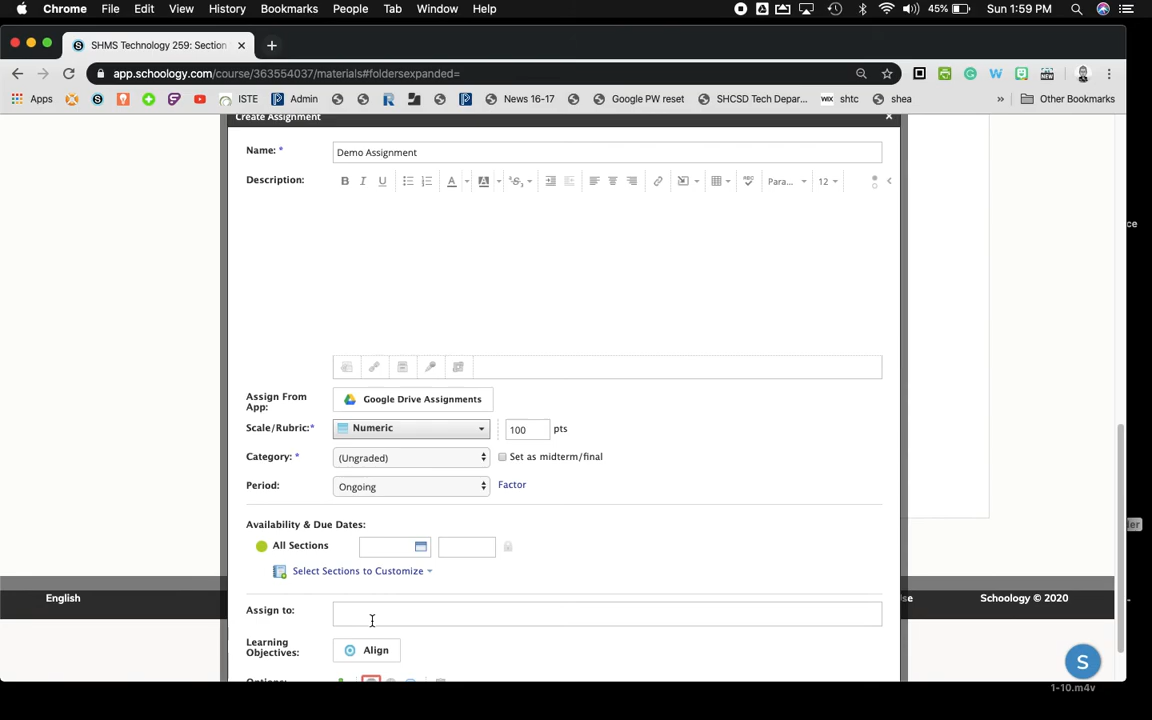 Chrome File Edit View History Bookmarks People Tab Window Help 45% Sun 1:59 PM
SHMS Technology 259: Section
app.schoology.com/course/363554037/materials#foldersexpanded=
Apps ISTE Admin News 16-17 Google PW reset SHCSD Tech Depar... WIX shtc shea » Other Bookmarks
Create Assignment
Name: * Demo Assignment
Description: B I U A A Para... 12
ce
Assign From App: Google Drive Assignments
Scale/Rubric:* Numeric 100 pts
Category: * (Ungraded) Set as midterm/final
Period: Ongoing Factor
Availability & Due Dates:
All Sections
Select Sections to Customize
English Schoology © 2020
Assign to:
Learning Objectives: Align
S
1-10.m4v